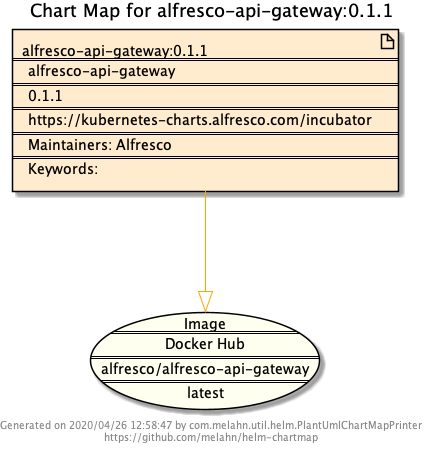 Chart Map for alfresco-api-gateway:0.1.1
alfresco-api-gateway:0.1.1
alfresco-api-gateway
0.1.1
https://kubernetes-charts.alfresco.com/incubator
Maintainers: Alfresco
Keywords:
Image
Docker Hub
alfresco/alfresco-api-gateway
latest
Generated on 2020/04/26 12:58:47 by com.melahn.util.helm.PlantUmlChartMapPrinter
https://github.com/melahn/helm-chartmap